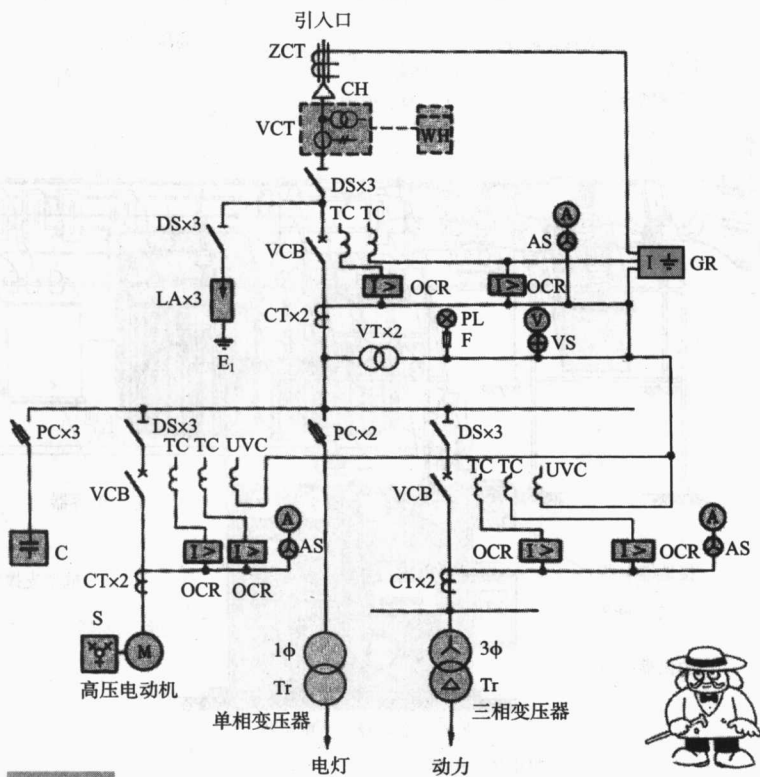 引入口
ZCT
CH
VCT
WH
DS×3
TC TC
DS×3
A
AS
VCB
I
GR
LA×3
I>
OCR
I>
OCR
CT×2
PL
F
V
VS
VT×2
E₁
PC×3
DS×3
TC TC UVC
PC×2
DS×3
TC TC
UVC
VCB
VCB
A
A
C
I>
I>
AS
I>
I>
AS
OCR
OCR
OCR
OCR
CT×2
CT×2
S
M
高压电动机
1ϕ
Tr
单相变压器
3ϕ
Tr
三相变压器
电灯
动力